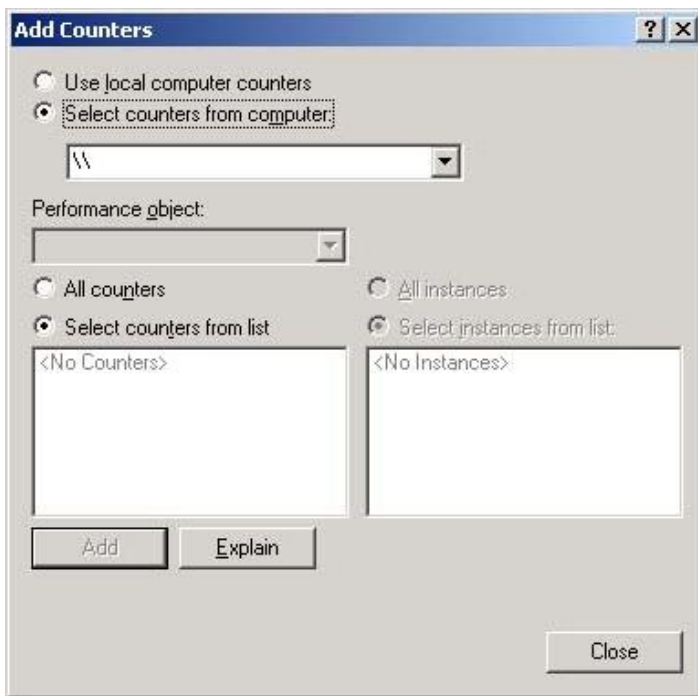 Add Counters
Use local computer counters
Select counters from computer:
\\
Performance object:
All counters
All instances
Select counters from list
Select instances from list:
<No Counters>
<No Instances>
Add
Explain
Close